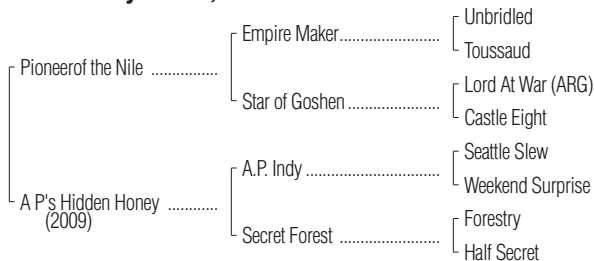 Unbridled
Empire Maker
Toussaud
Pioneerof the Nile
Lord At War (ARG)
Star of Goshen
Castle Eight
Seattle Slew
A.P. Indy
Weekend Surprise
A P's Hidden Honey
(2009)
Forestry
Secret Forest
Half Secret